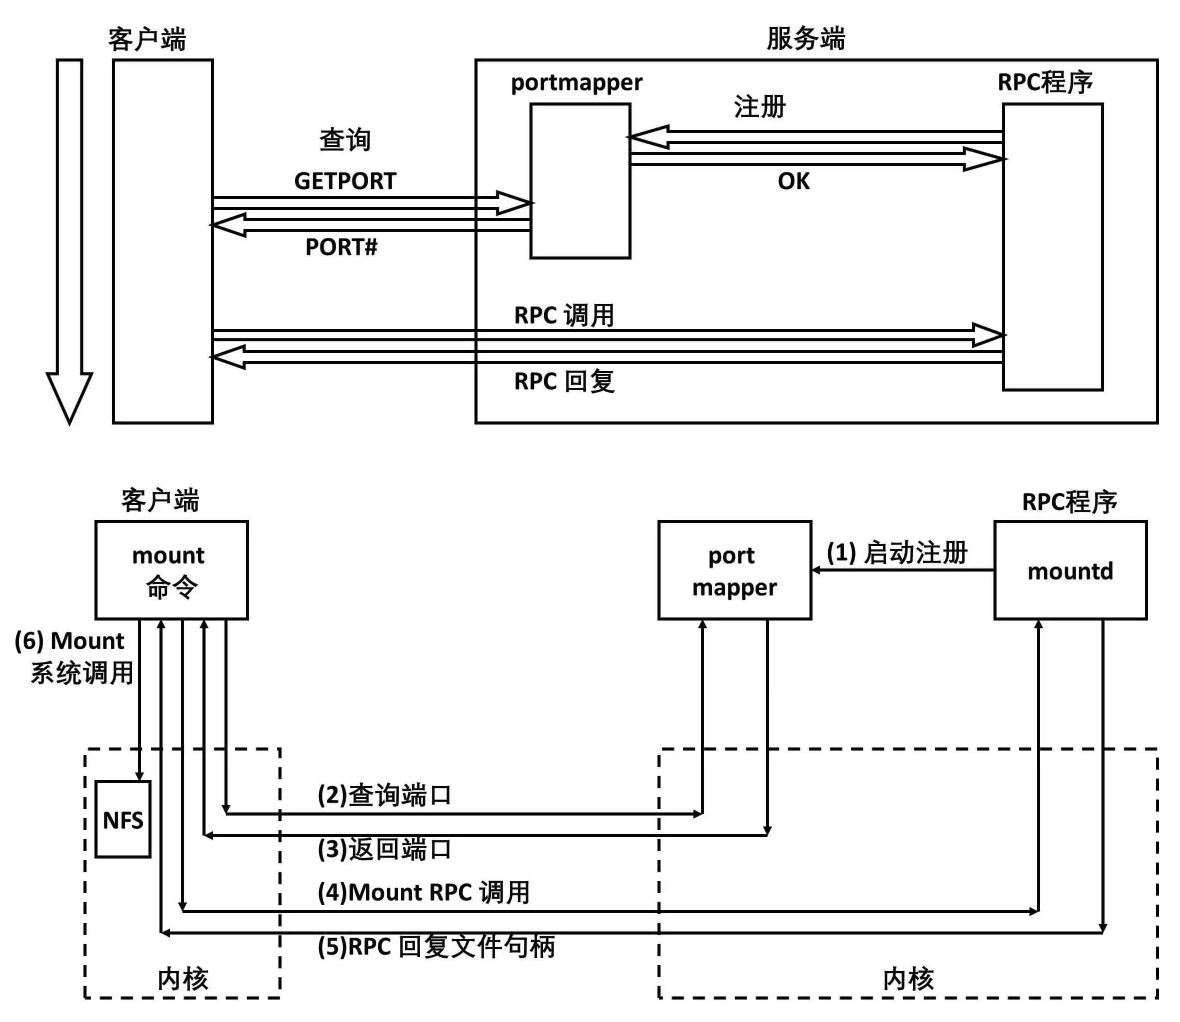 客户端
服务端
portmapper
RPC程序
注册
OK
查询
GETPORT
PORT#
RPC 调用
RPC 回复
客户端
RPC程序
mount
命令
port
mapper
(1) 启动注册
mountd
(6) Mount
系统调用
NFS
(2)查询端口
(3)返回端口
(4)Mount RPC 调用
(5)RPC 回复文件句柄
内核
内核